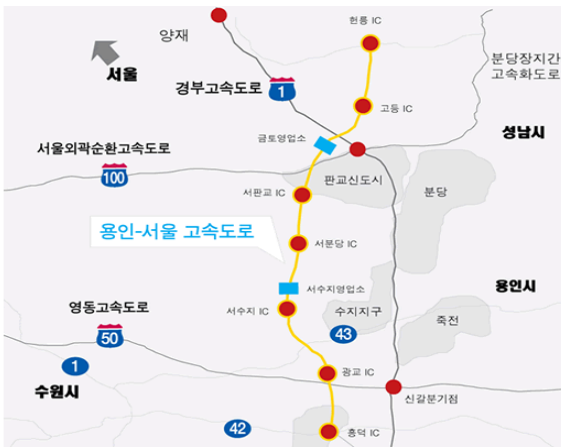 양재
헌릉 IC
서울
분당장지간
고속화도로
경부고속도로
1
고등 IC
금토영업소
성남시
서울외곽순환고속도로
100
판교신도시
서판교 IC
분당
용인-서울 고속도로
서분당 IC
서수지영업소
용인시
영동고속도로
서수지 IC
수지지구
죽전
50
43
1
광교 IC
수원시
신갈분기점
42
흥덕 IC